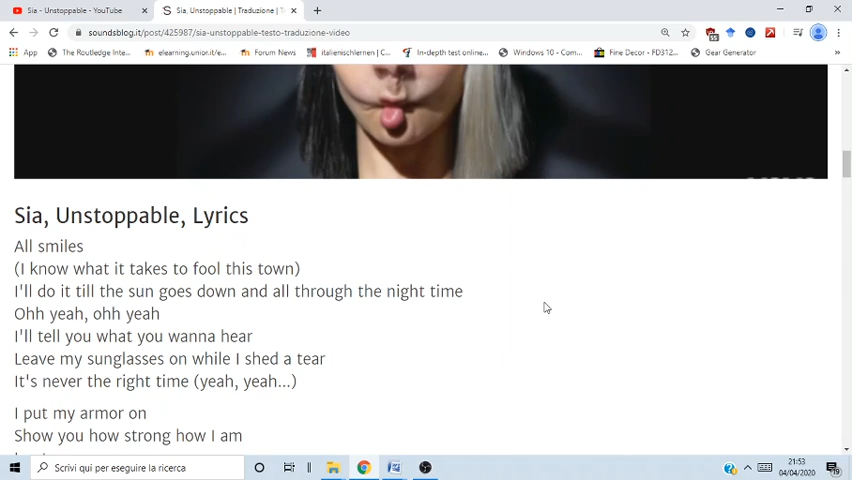 Sia - Unstoppable - YouTube
Sia, Unstoppable | Traduzione | T
soundsblog.it/post/425987/sia-unstoppable-testo-traduzione-video
App
The Routledge Inte...
elearning.unior.it/e...
Forum News
italienischlernen (...
In-depth test online...
Windows 10 - Com...
Fine Decor - FD312...
Gear Generator
Sia, Unstoppable, Lyrics
All smiles
(I know what it takes to fool this town)
I'll do it till the sun goes down and all through the night time
Ohh yeah, ohh yeah
I'll tell you what you wanna hear
Leave my sunglasses on while I shed a tear
It's never the right time (yeah, yeah...)
I put my armor on
Show you how strong how I am
Scrivi qui per eseguire la ricerca
21:53
04/04/2020
19